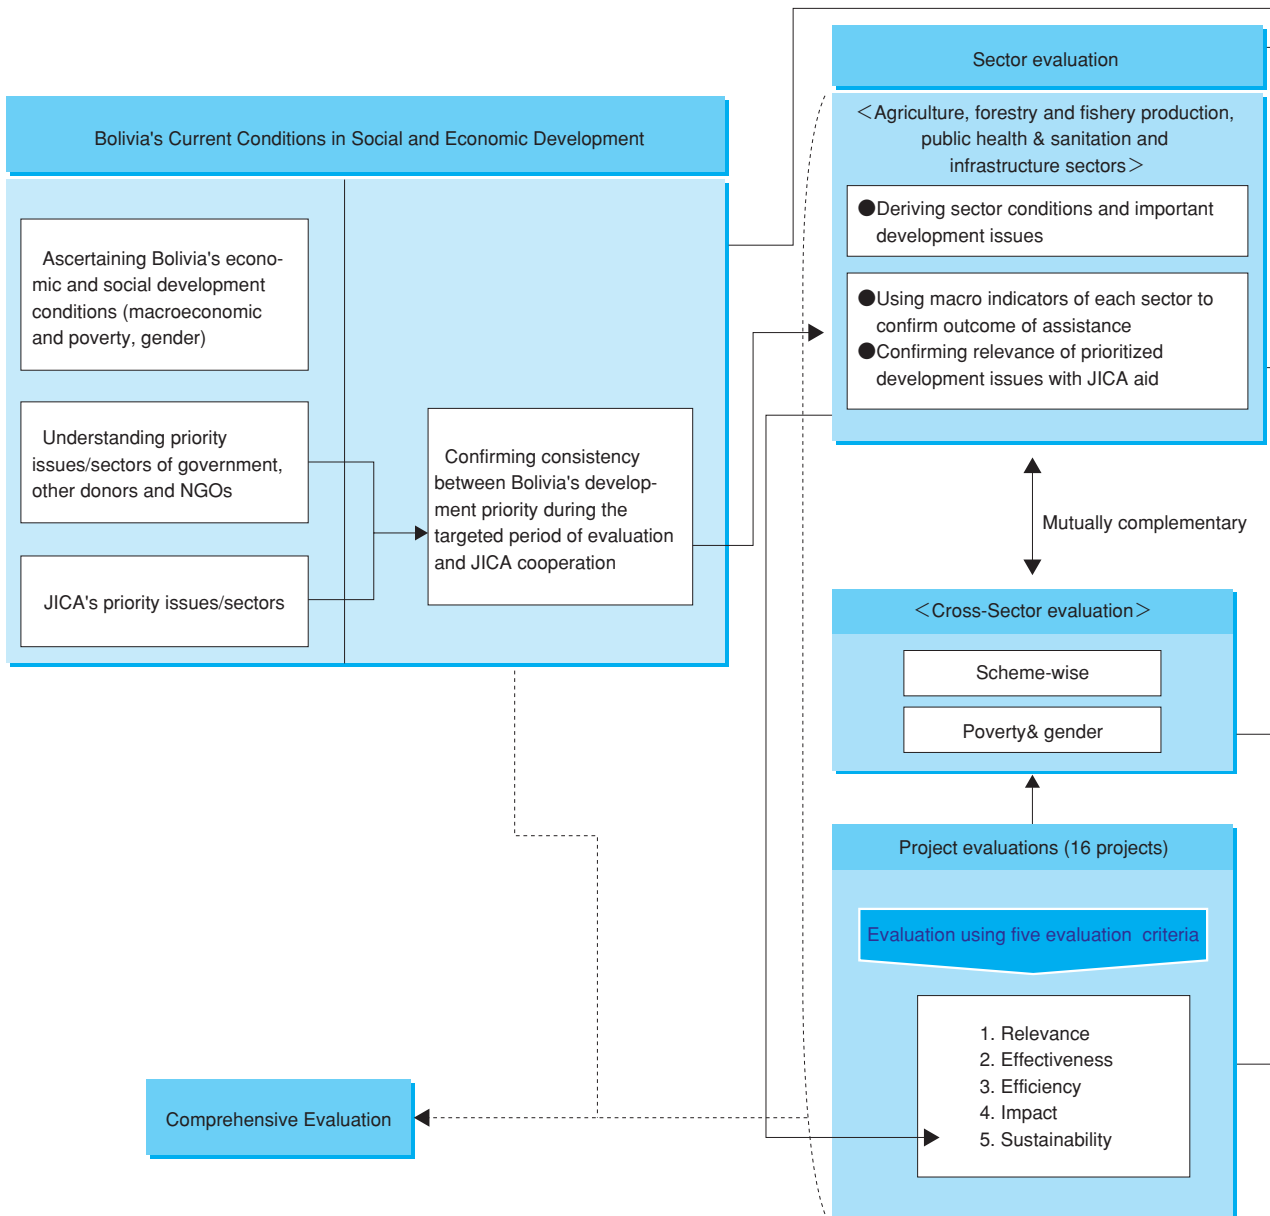 Bolivia's Current Conditions in Social and Economic Development
Ascertaining Bolivia's econo-
mic and social development
conditions (macroeconomic
and poverty, gender)
Understanding priority
issues/sectors of government,
other donors and NGOs
JICA's priority issues/sectors
Confirming consistency
between Bolivia's develop-
ment priority during the
targeted period of evaluation
and JICA cooperation
Sector evaluation
<Agriculture, forestry and fishery production,
public health & sanitation and
infrastructure sectors>
●Deriving sector conditions and important
development issues
●Using macro indicators of each sector to
confirm outcome of assistance
●Confirming relevance of prioritized
development issues with JICA aid
Mutually complementary
<Cross-Sector evaluation>
Scheme-wise
Poverty& gender
Project evaluations (16 projects)
Evaluation using five evaluation criteria
1. Relevance
2. Effectiveness
3. Efficiency
4. Impact
5. Sustainability
Comprehensive Evaluation